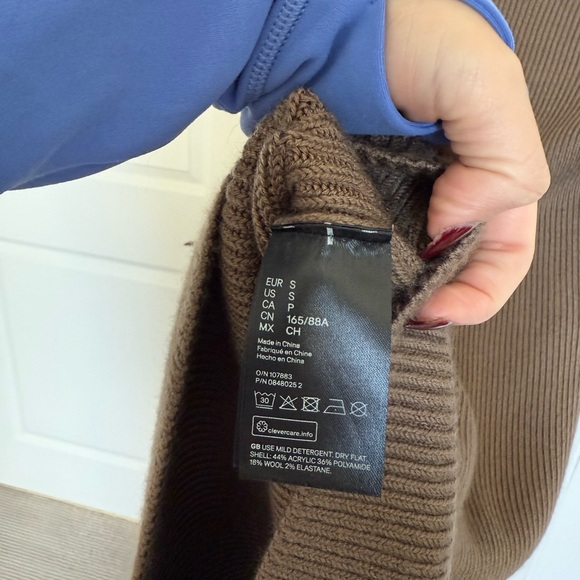 EUR S
US S
CA P
CN 165/88A
MX CH
Made in China
Fabriqué en Chine
Hecho en China
O/N 107883
P/N 0848025 2
30
clevercare.info
GB USE MILD DETERGENT. DRY FLAT.
SHELL: 44% ACRYLIC 36% POLYAMIDE
18% WOOL 2% ELASTANE.